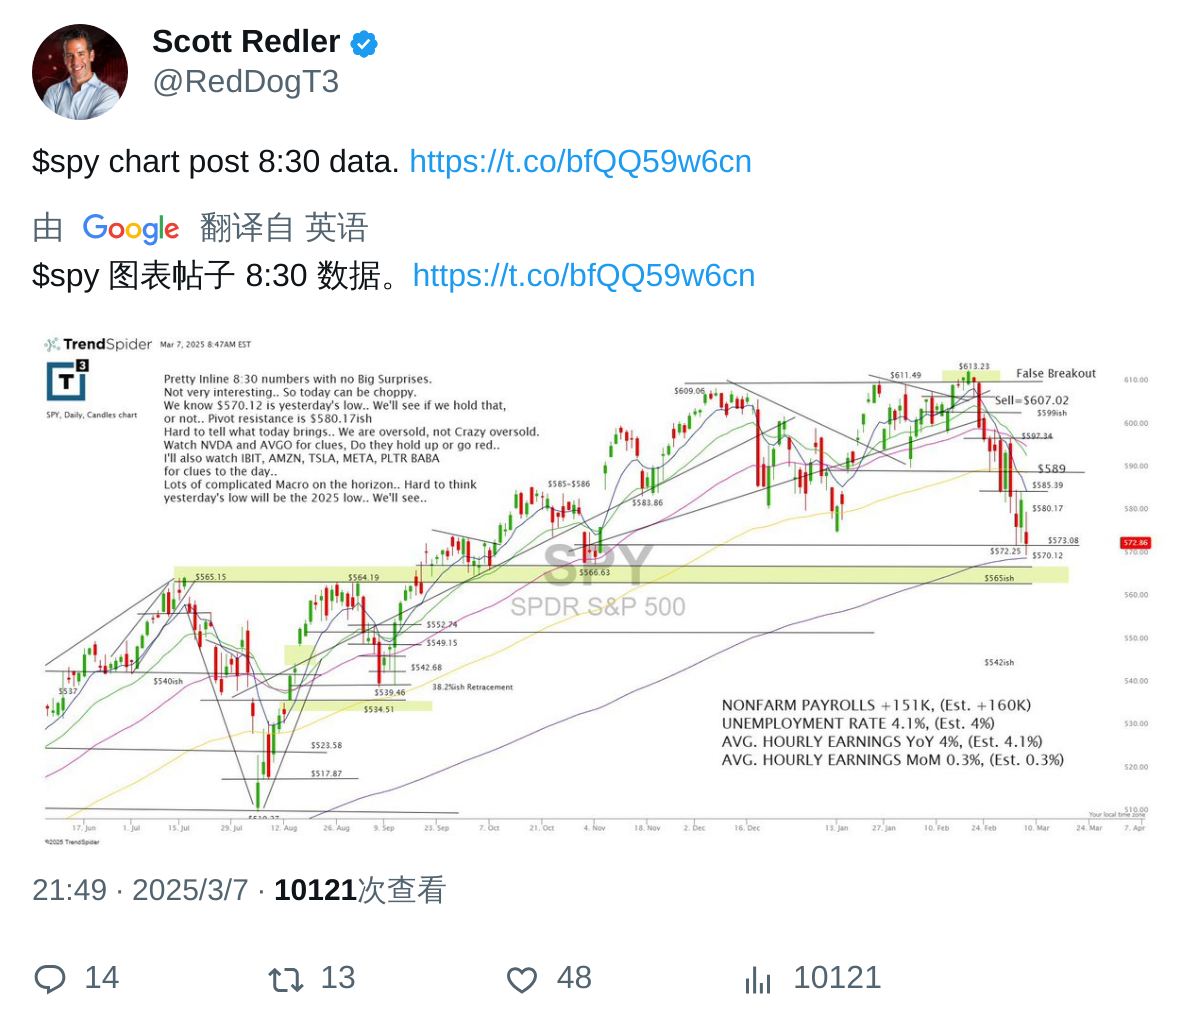 Scott Redler
@RedDogT3
$spy chart post 8:30 data. https://t.co/bfQQ59w6cn
由 Google 翻译自 英语
$spy 图表帖子 8:30 数据。https://t.co/bfQQ59w6cn
TrendSpider Mar 7, 2025 8:47AM EST
T3
SPY, Daily, Candles chart
Pretty Inline 8:30 numbers with no Big Surprises.
Not very interesting.. So today can be choppy.
We know $570.12 is yesterday's low.. We'll see if we hold that,
or not.. Pivot resistance is $580.17ish
Hard to tell what today brings.. We are oversold, not Crazy oversold.
Watch NVDA and AVGO for clues, Do they hold up or go red..
I'll also watch IBIT, AMZN, TSLA, META, PLTR BABA
for clues to the day..
Lots of complicated Macro on the horizon.. Hard to think
yesterday's low will be the 2025 low.. We'll see..
$613.23
False Breakout
$611.49
$609.06
Sell=$607.02
$599ish
$597.34
$589
$585.39
$585-$586
$583.86
$580.17
$573.08
$572.25
$570.12
$566.63
$565ish
$565.15
$564.19
$552.74
$549.15
$542.68
$542ish
$540ish
$539.46
38.2%ish Retracement
$537
$534.51
$523.58
$517.87
SPY
SPDR S&P 500
NONFARM PAYROLLS +151K, (Est. +160K)
UNEMPLOYMENT RATE 4.1%, (Est. 4%)
AVG. HOURLY EARNINGS YoY 4%, (Est. 4.1%)
AVG. HOURLY EARNINGS MoM 0.3%, (Est. 0.3%)
610.00
600.00
590.00
580.00
572.86
570.00
560.00
550.00
540.00
530.00
520.00
510.00
Your local time zone
17. Jun 1. Jul 15. Jul 29. Jul 12. Aug 26. Aug 9. Sep 23. Sep 7. Oct 21. Oct 4. Nov 18. Nov 2. Dec 16. Dec 13. Jan 27. Jan 10. Feb 24. Feb 10. Mar 24. Mar 7. Apr
©2025 TrendSpider
21:49 · 2025/3/7 · 10121次查看
14 13 48 10121